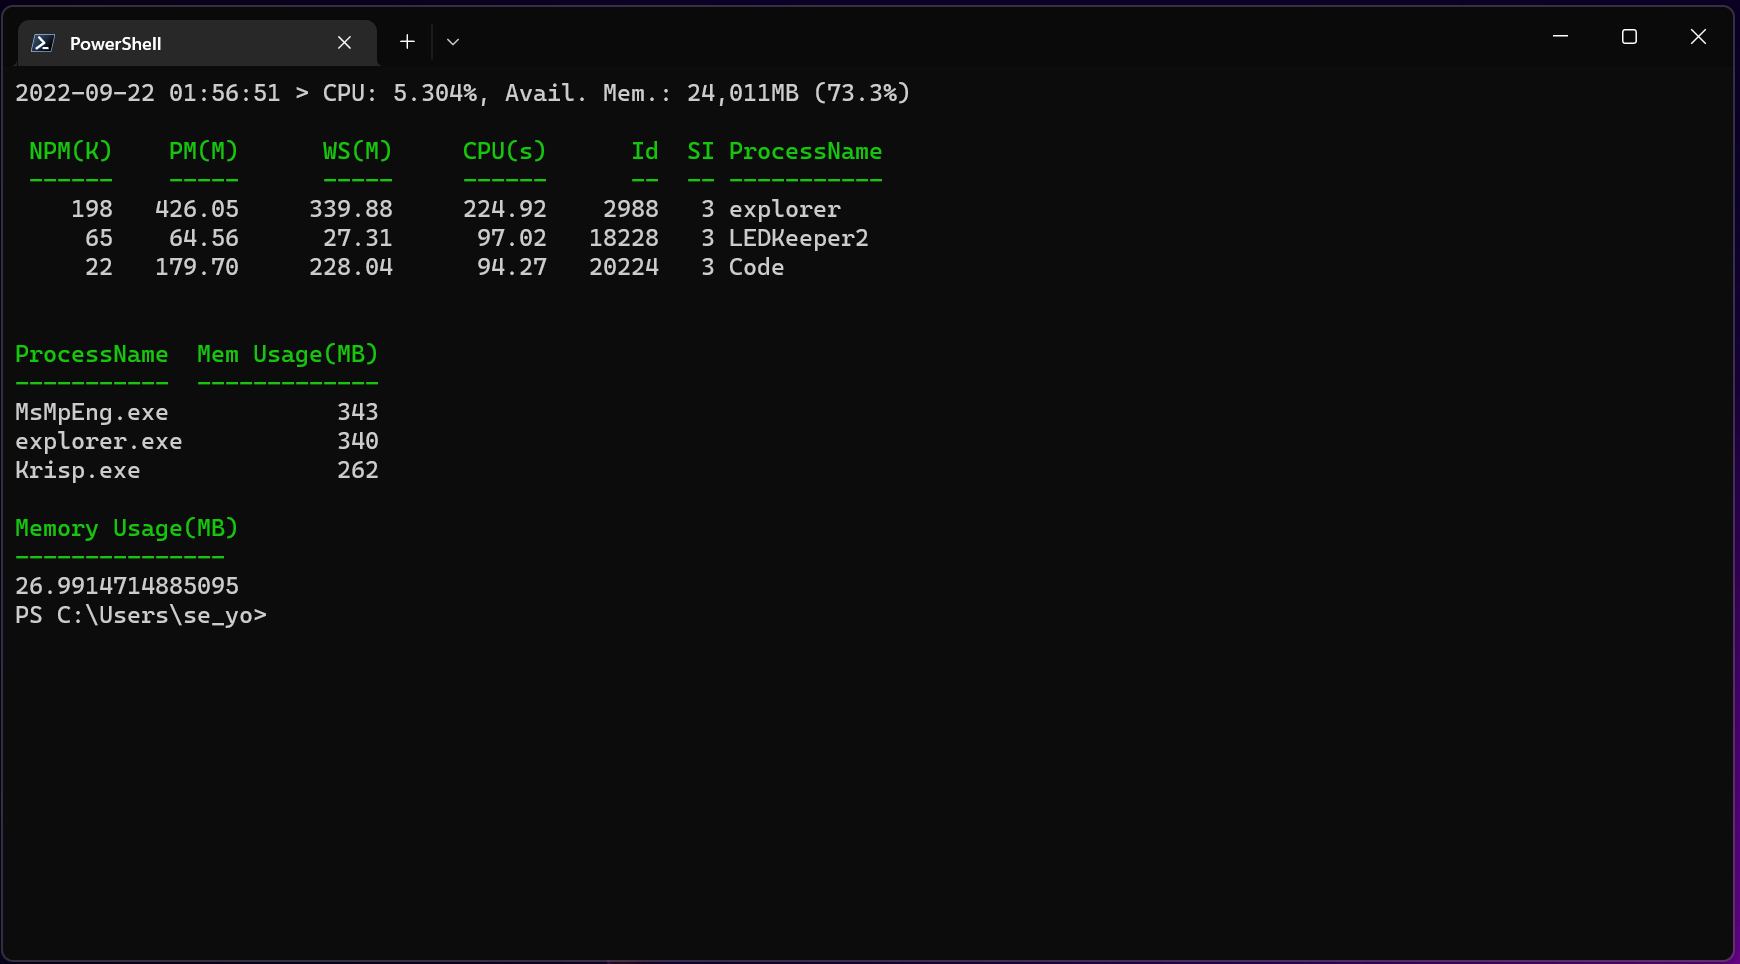 PowerShell
2022-09-22 01:56:51 > CPU: 5.304%, Avail. Mem.: 24,011MB (73.3%)
NPM(K) PM(M) WS(M) CPU(s) Id SI ProcessName
------ ----- ----- ------ -- -- -----------
198 426.05 339.88 224.92 2988 3 explorer
65 64.56 27.31 97.02 18228 3 LEDKeeper2
22 179.70 228.04 94.27 20224 3 Code
ProcessName Mem Usage(MB)
----------- -------------
MsMpEng.exe 343
explorer.exe 340
Krisp.exe 262
Memory Usage(MB)
---------------
26.9914714885095
PS C:\Users\se_yo>